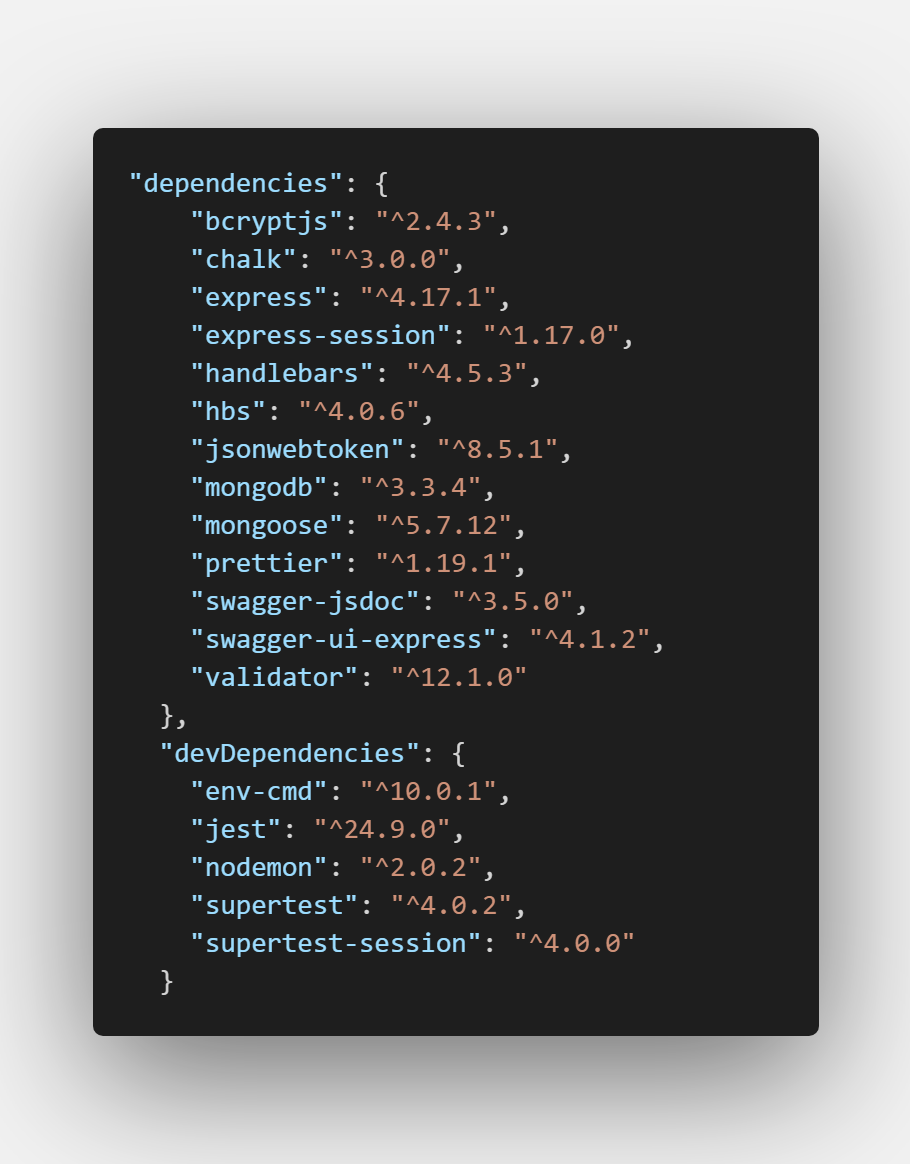 "dependencies": {
    "bcryptjs": "^2.4.3",
    "chalk": "^3.0.0",
    "express": "^4.17.1",
    "express-session": "^1.17.0",
    "handlebars": "^4.5.3",
    "hbs": "^4.0.6",
    "jsonwebtoken": "^8.5.1",
    "mongodb": "^3.3.4",
    "mongoose": "^5.7.12",
    "prettier": "^1.19.1",
    "swagger-jsdoc": "^3.5.0",
    "swagger-ui-express": "^4.1.2",
    "validator": "^12.1.0"
  },
  "devDependencies": {
    "env-cmd": "^10.0.1",
    "jest": "^24.9.0",
    "nodemon": "^2.0.2",
    "supertest": "^4.0.2",
    "supertest-session": "^4.0.0"
  }